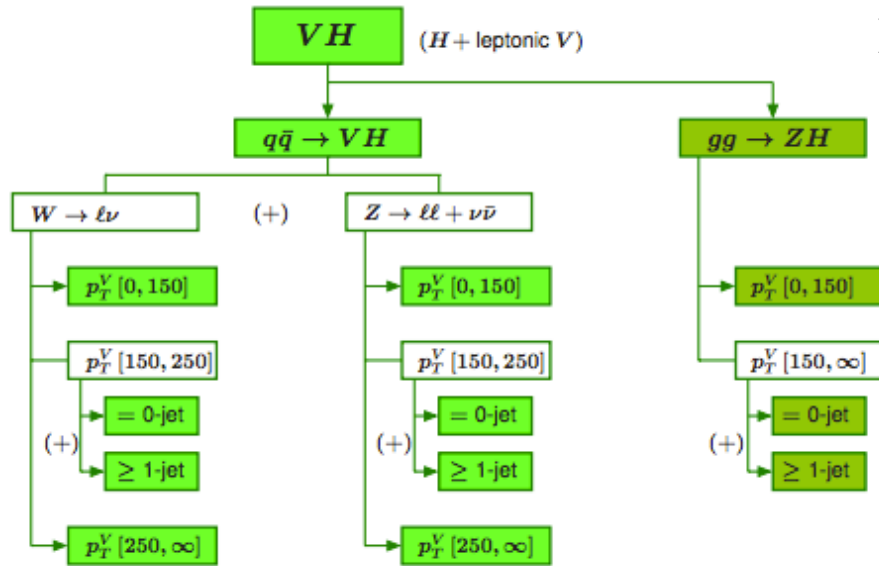 VH (H + leptonic V)
qq̄ → VH
gg → ZH
W → ℓν (+) Z → ℓℓ + νν̄
p_T^V [0, 150] p_T^V [0, 150] p_T^V [0, 150]
p_T^V [150, 250] p_T^V [150, 250] p_T^V [150, ∞]
= 0-jet = 0-jet = 0-jet
(+) (+) (+)
≥ 1-jet ≥ 1-jet ≥ 1-jet
p_T^V [250, ∞] p_T^V [250, ∞]